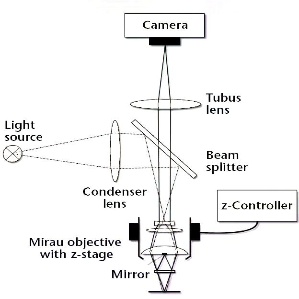 Camera
Tubus
lens
Light
source
Beam
splitter
Condenser
lens
z-Controller
Mirau objective
with z-stage
Mirror